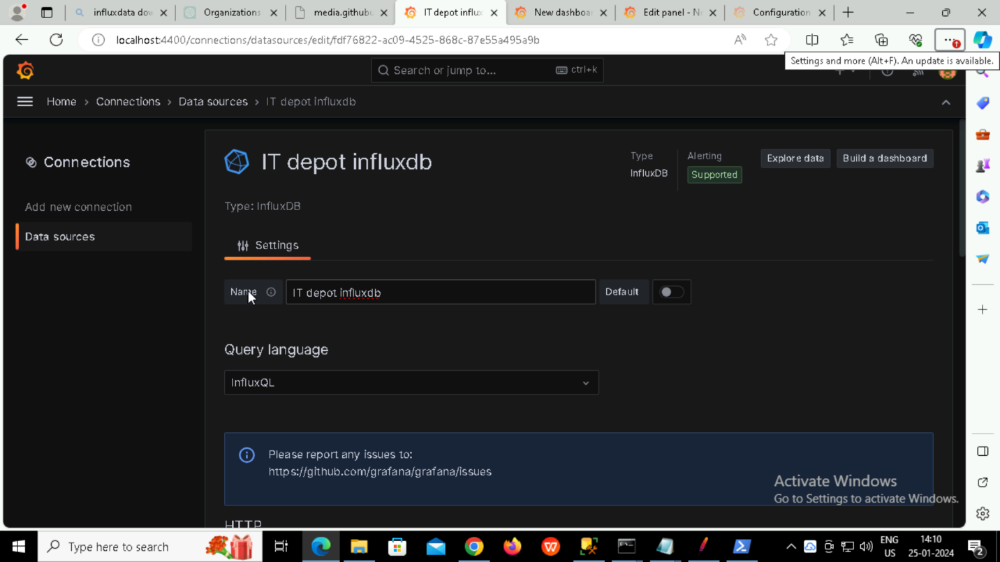 influxdata dow
Organizations
media.githubu
IT depot influx
New dashboa
Edit panel - N
Configuration
localhost:4400/connections/datasources/edit/fdf76822-ac09-4525-868c-87e55a495a9b
Settings and more (Alt+F). An update is available.
Search or jump to...
ctrl+k
Home › Connections › Data sources › IT depot influxdb
Connections
Add new connection
Data sources
IT depot influxdb
Type
InfluxDB
Alerting
Supported
Explore data
Build a dashboard
Type: InfluxDB
Settings
Name
IT depot influxdb
Default
Query language
InfluxQL
Please report any issues to:
https://github.com/grafana/grafana/issues
HTTP
Activate Windows
Go to Settings to activate Windows.
Type here to search
ENG
US
14:10
25-01-2024
2